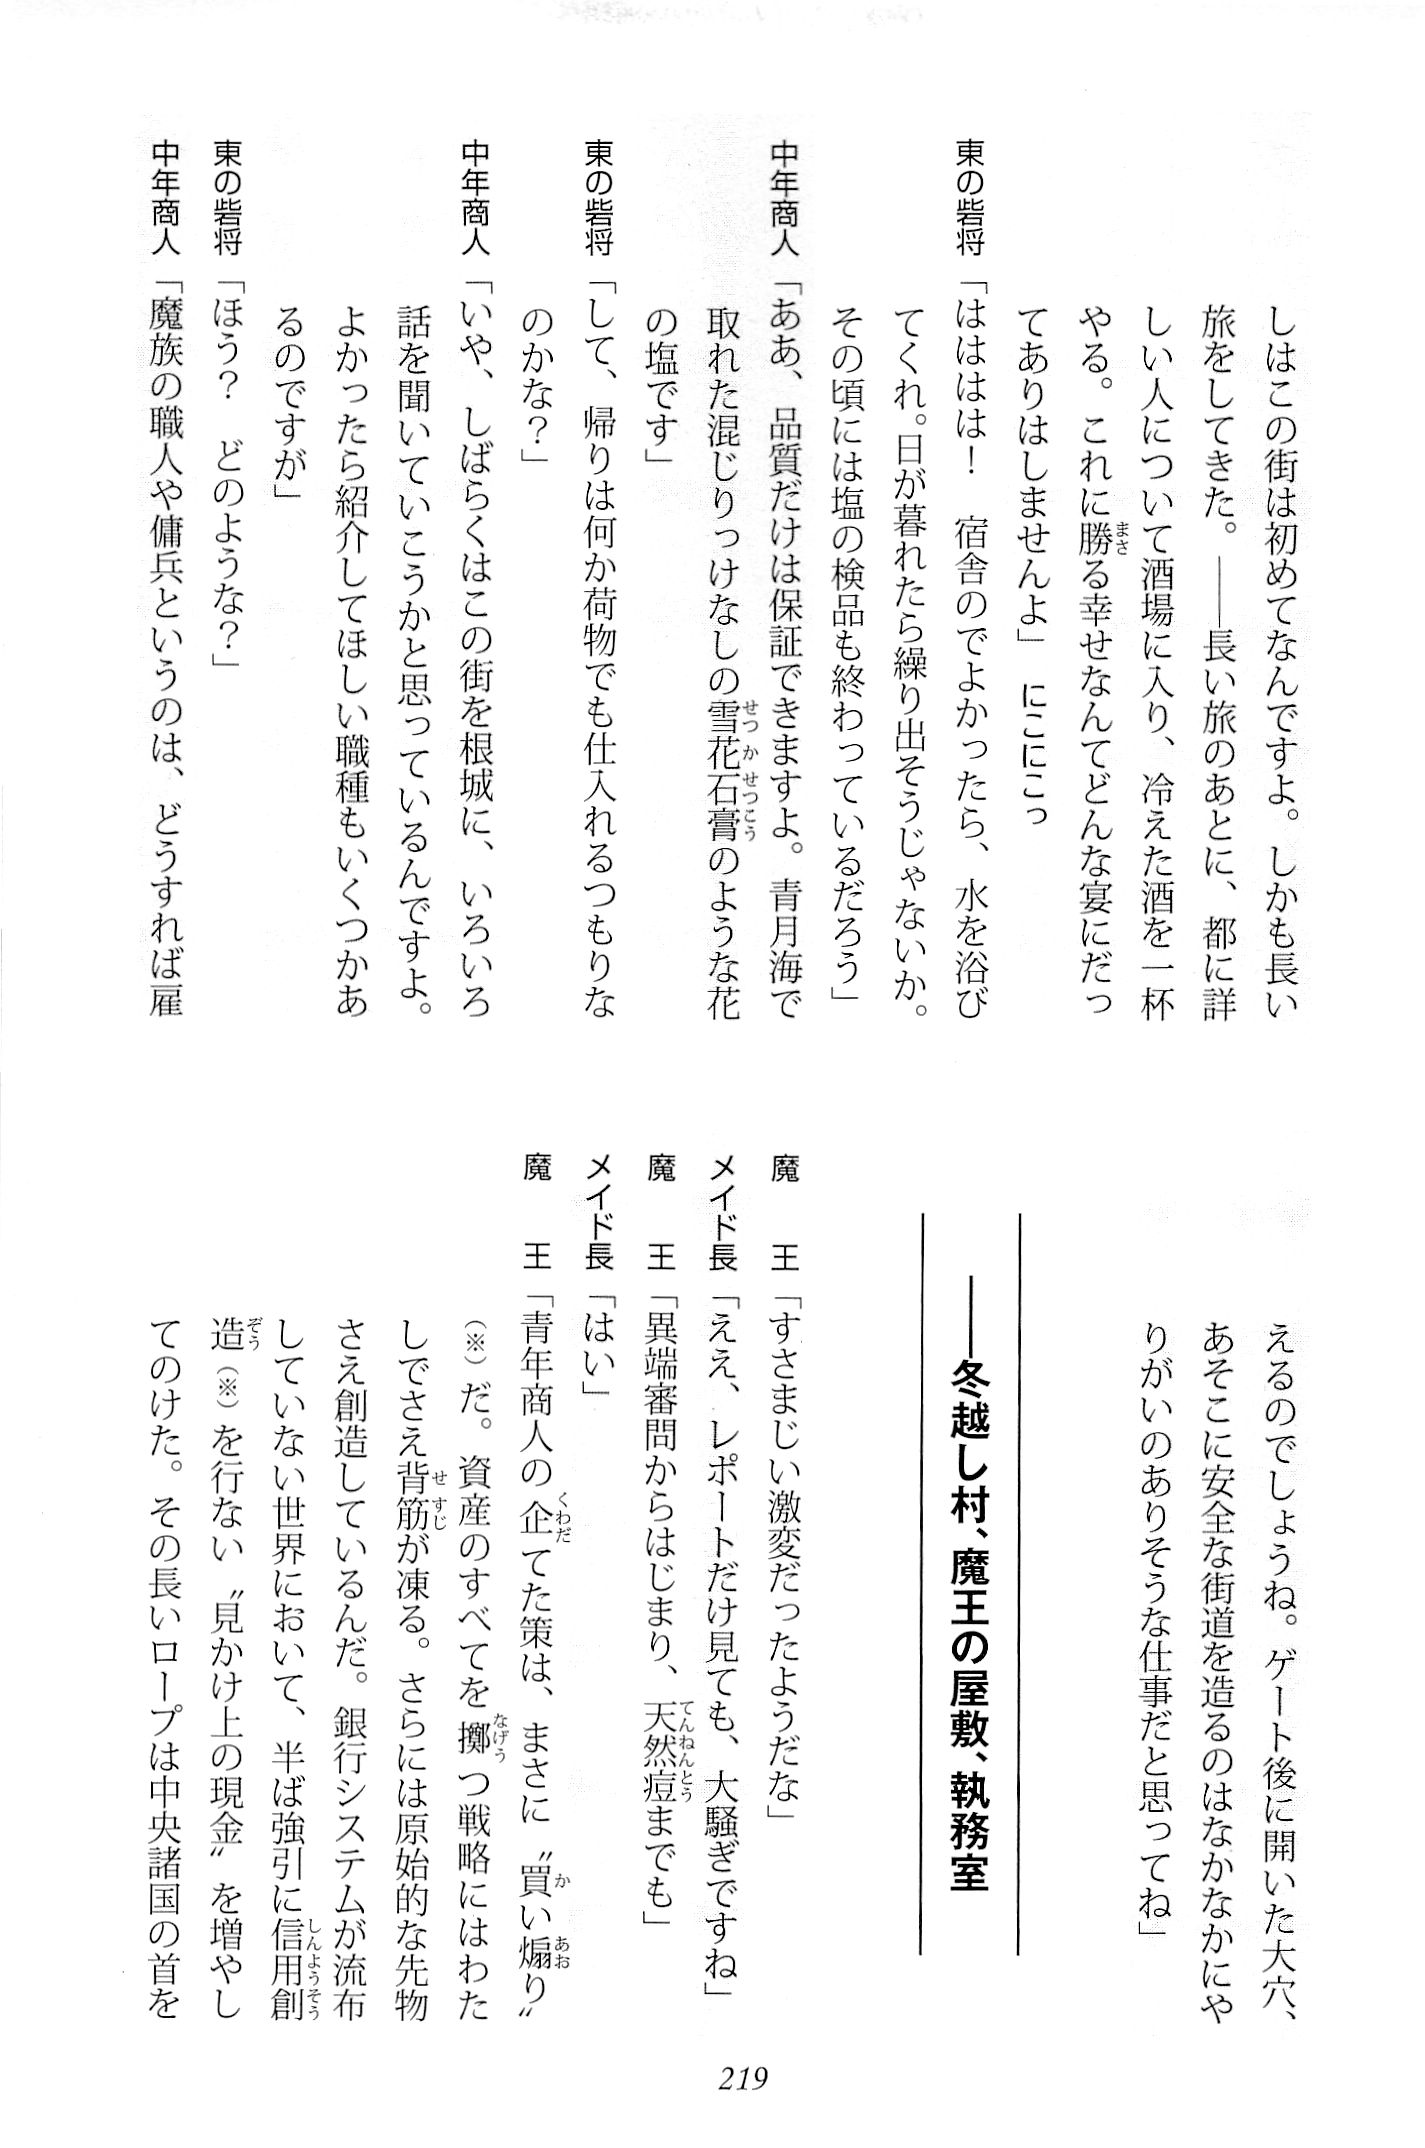 しはこの街は初めてなんですよ。しかも長い
旅をしてきた。――長い旅のあとに、都に詳
しい人について酒場に入り、冷えた酒を一杯
やる。これに勝る幸せなんてどんな宴にだっ
てありはしませんよ」　にこにこっ
東の砦将「はははは！　宿舎のでよかったら、水を浴び
てくれ。日が暮れたら繰り出そうじゃないか。
その頃には塩の検品も終わっているだろう」
中年商人「ああ、品質だけは保証できますよ。青月海で
取れた混じりっけなしの雪花石膏のような花
の塩です」
東の砦将「して、帰りは何か荷物でも仕入れるつもりな
のかな？」
中年商人「いや、しばらくはこの街を根城に、いろいろ
話を聞いていこうかと思っているんですよ。
よかったら紹介してほしい職種もいくつかあ
るのですが」
東の砦将「ほう？　どのような？」
中年商人「魔族の職人や傭兵というのは、どうすれば雇
えるのでしょうね。ゲート後に開いた大穴、
あそこに安全な街道を造るのはなかなかにや
りがいのありそうな仕事だと思ってね」
――冬越し村、魔王の屋敷、執務室
魔　王「すさまじい激変だったようだな」
メイド長「ええ、レポートだけ見ても、大騒ぎですね」
魔　王「異端審問からはじまり、天然痘までも」
メイド長「はい」
魔　王「青年商人の企てた策は、まさに〝買い煽り〟
（※）だ。資産のすべてを擲つ戦略にはわた
しでさえ背筋が凍る。さらには原始的な先物
さえ創造しているんだ。銀行システムが流布
していない世界において、半ば強引に信用創
造（※）を行ない〝見かけ上の現金〟を増やし
てのけた。その長いロープは中央諸国の首を
219